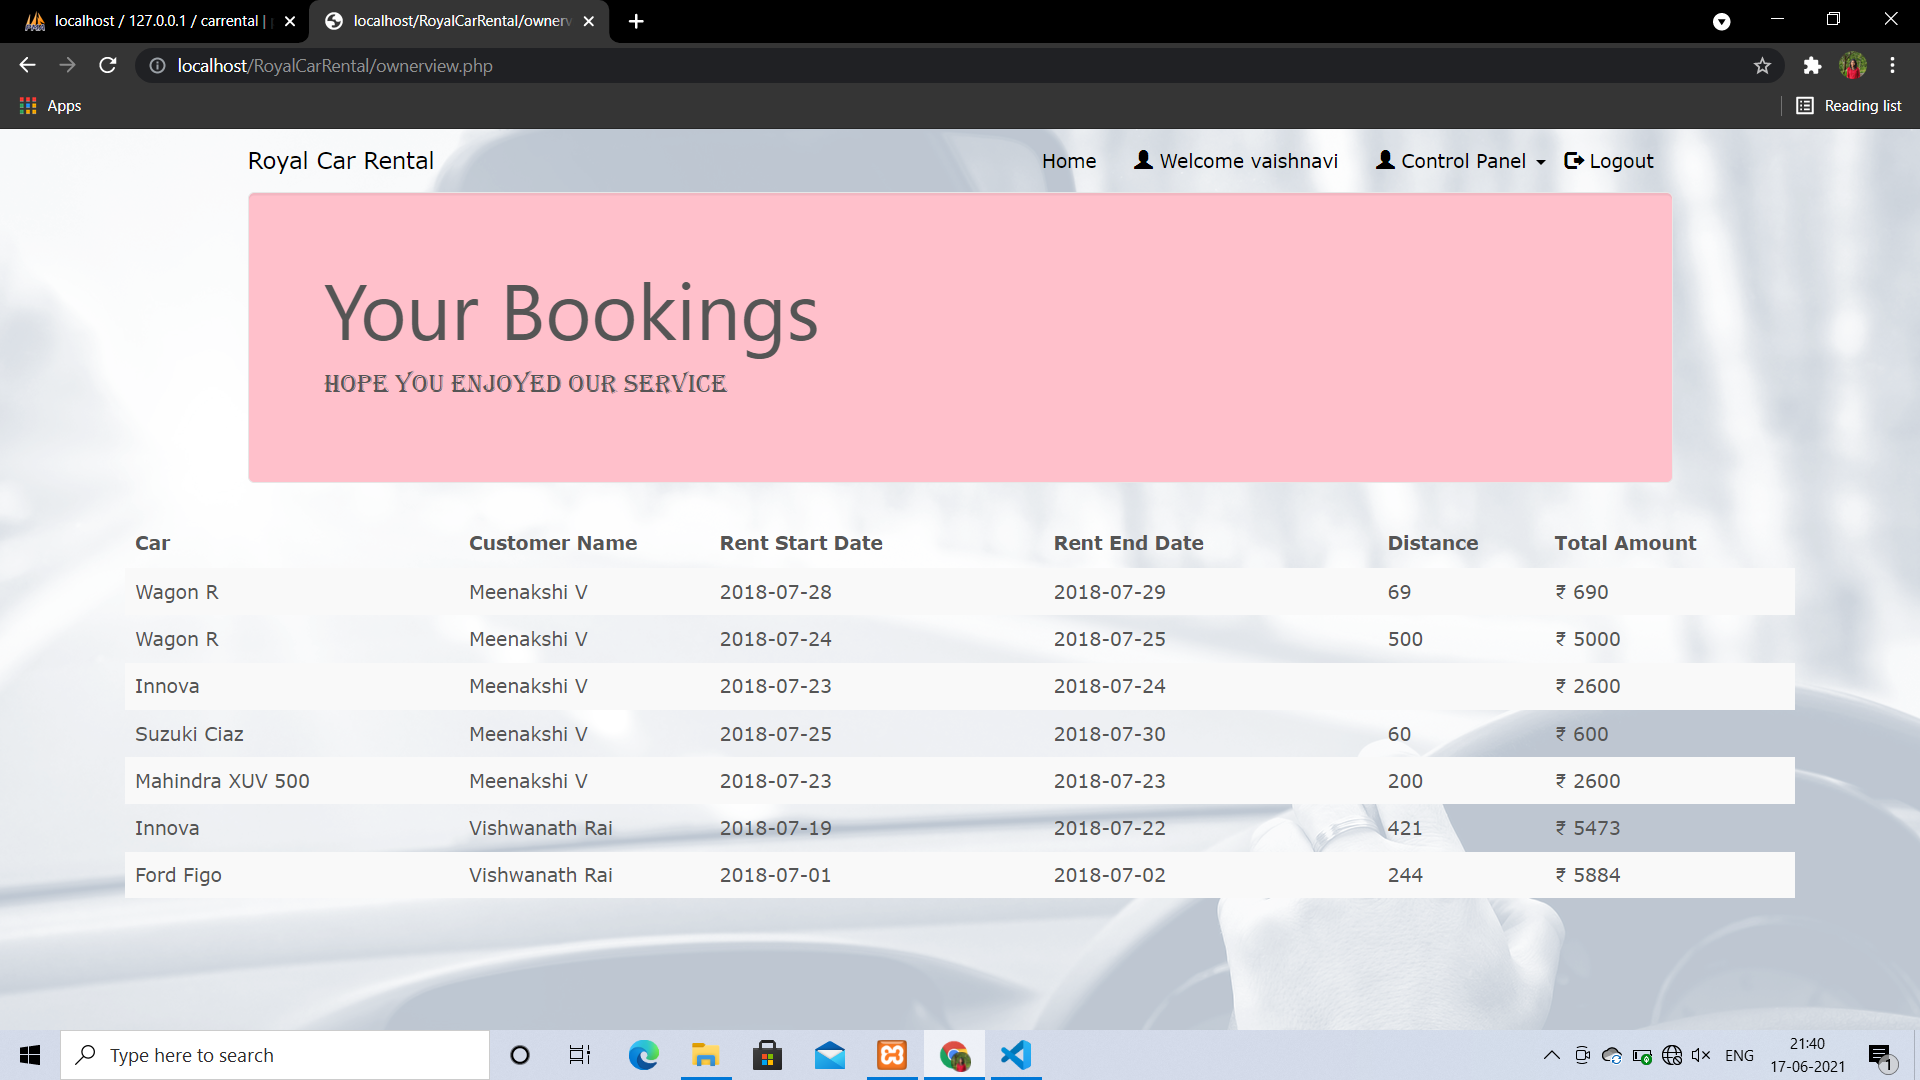 localhost / 127.0.0.1 / carrental |
localhost/RoyalCarRental/ownerv
localhost/RoyalCarRental/ownerview.php
Apps
Reading list
Royal Car Rental
Home
Welcome vaishnavi
Control Panel
Logout
Your Bookings
HOPE YOU ENJOYED OUR SERVICE
Car Customer Name Rent Start Date Rent End Date Distance Total Amount
Wagon R Meenakshi V 2018-07-28 2018-07-29 69 ₹ 690
Wagon R Meenakshi V 2018-07-24 2018-07-25 500 ₹ 5000
Innova Meenakshi V 2018-07-23 2018-07-24 ₹ 2600
Suzuki Ciaz Meenakshi V 2018-07-25 2018-07-30 60 ₹ 600
Mahindra XUV 500 Meenakshi V 2018-07-23 2018-07-23 200 ₹ 2600
Innova Vishwanath Rai 2018-07-19 2018-07-22 421 ₹ 5473
Ford Figo Vishwanath Rai 2018-07-01 2018-07-02 244 ₹ 5884
Type here to search
ENG
21:40
17-06-2021
1